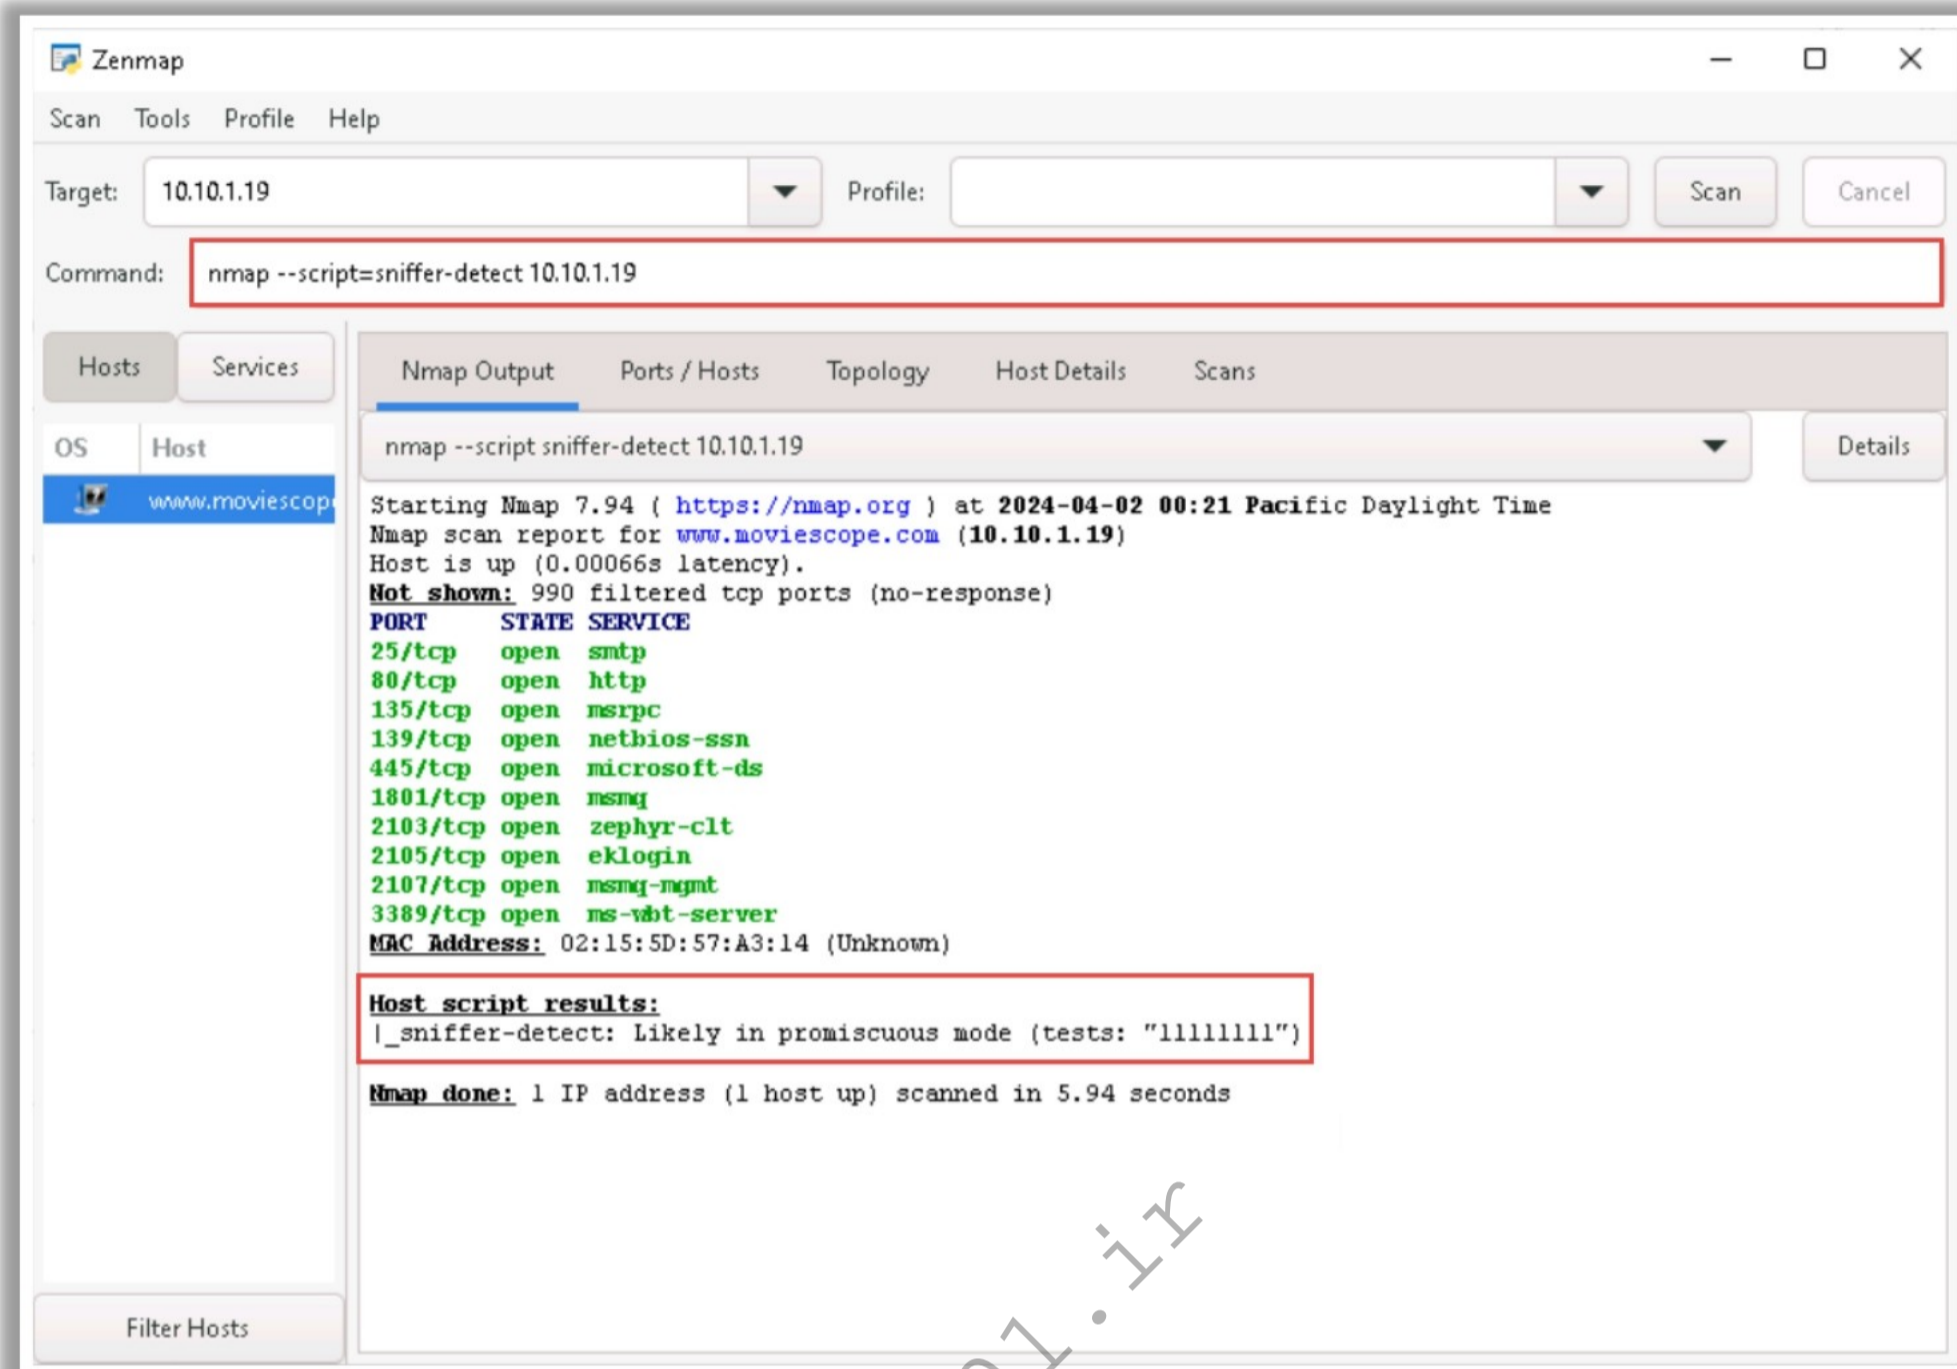 Zenmap
Scan Tools Profile Help
Target: 10.10.1.19 Profile: Scan Cancel
Command: nmap --script=sniffer-detect 10.10.1.19
Hosts Services Nmap Output Ports / Hosts Topology Host Details Scans
OS Host nmap --script sniffer-detect 10.10.1.19 Details
www.moviescop
Starting Nmap 7.94 ( https://nmap.org ) at 2024-04-02 00:21 Pacific Daylight Time
Nmap scan report for www.moviescope.com (10.10.1.19)
Host is up (0.00066s latency).
Not shown: 990 filtered tcp ports (no-response)
PORT STATE SERVICE
25/tcp open smtp
80/tcp open http
135/tcp open msrpc
139/tcp open netbios-ssn
445/tcp open microsoft-ds
1801/tcp open msmq
2103/tcp open zephyr-clt
2105/tcp open eklogin
2107/tcp open msmq-mgmt
3389/tcp open ms-wbt-server
MAC Address: 02:15:5D:57:A3:14 (Unknown)
Host script results:
|_sniffer-detect: Likely in promiscuous mode (tests: "11111111")
Nmap done: 1 IP address (1 host up) scanned in 5.94 seconds
Filter Hosts